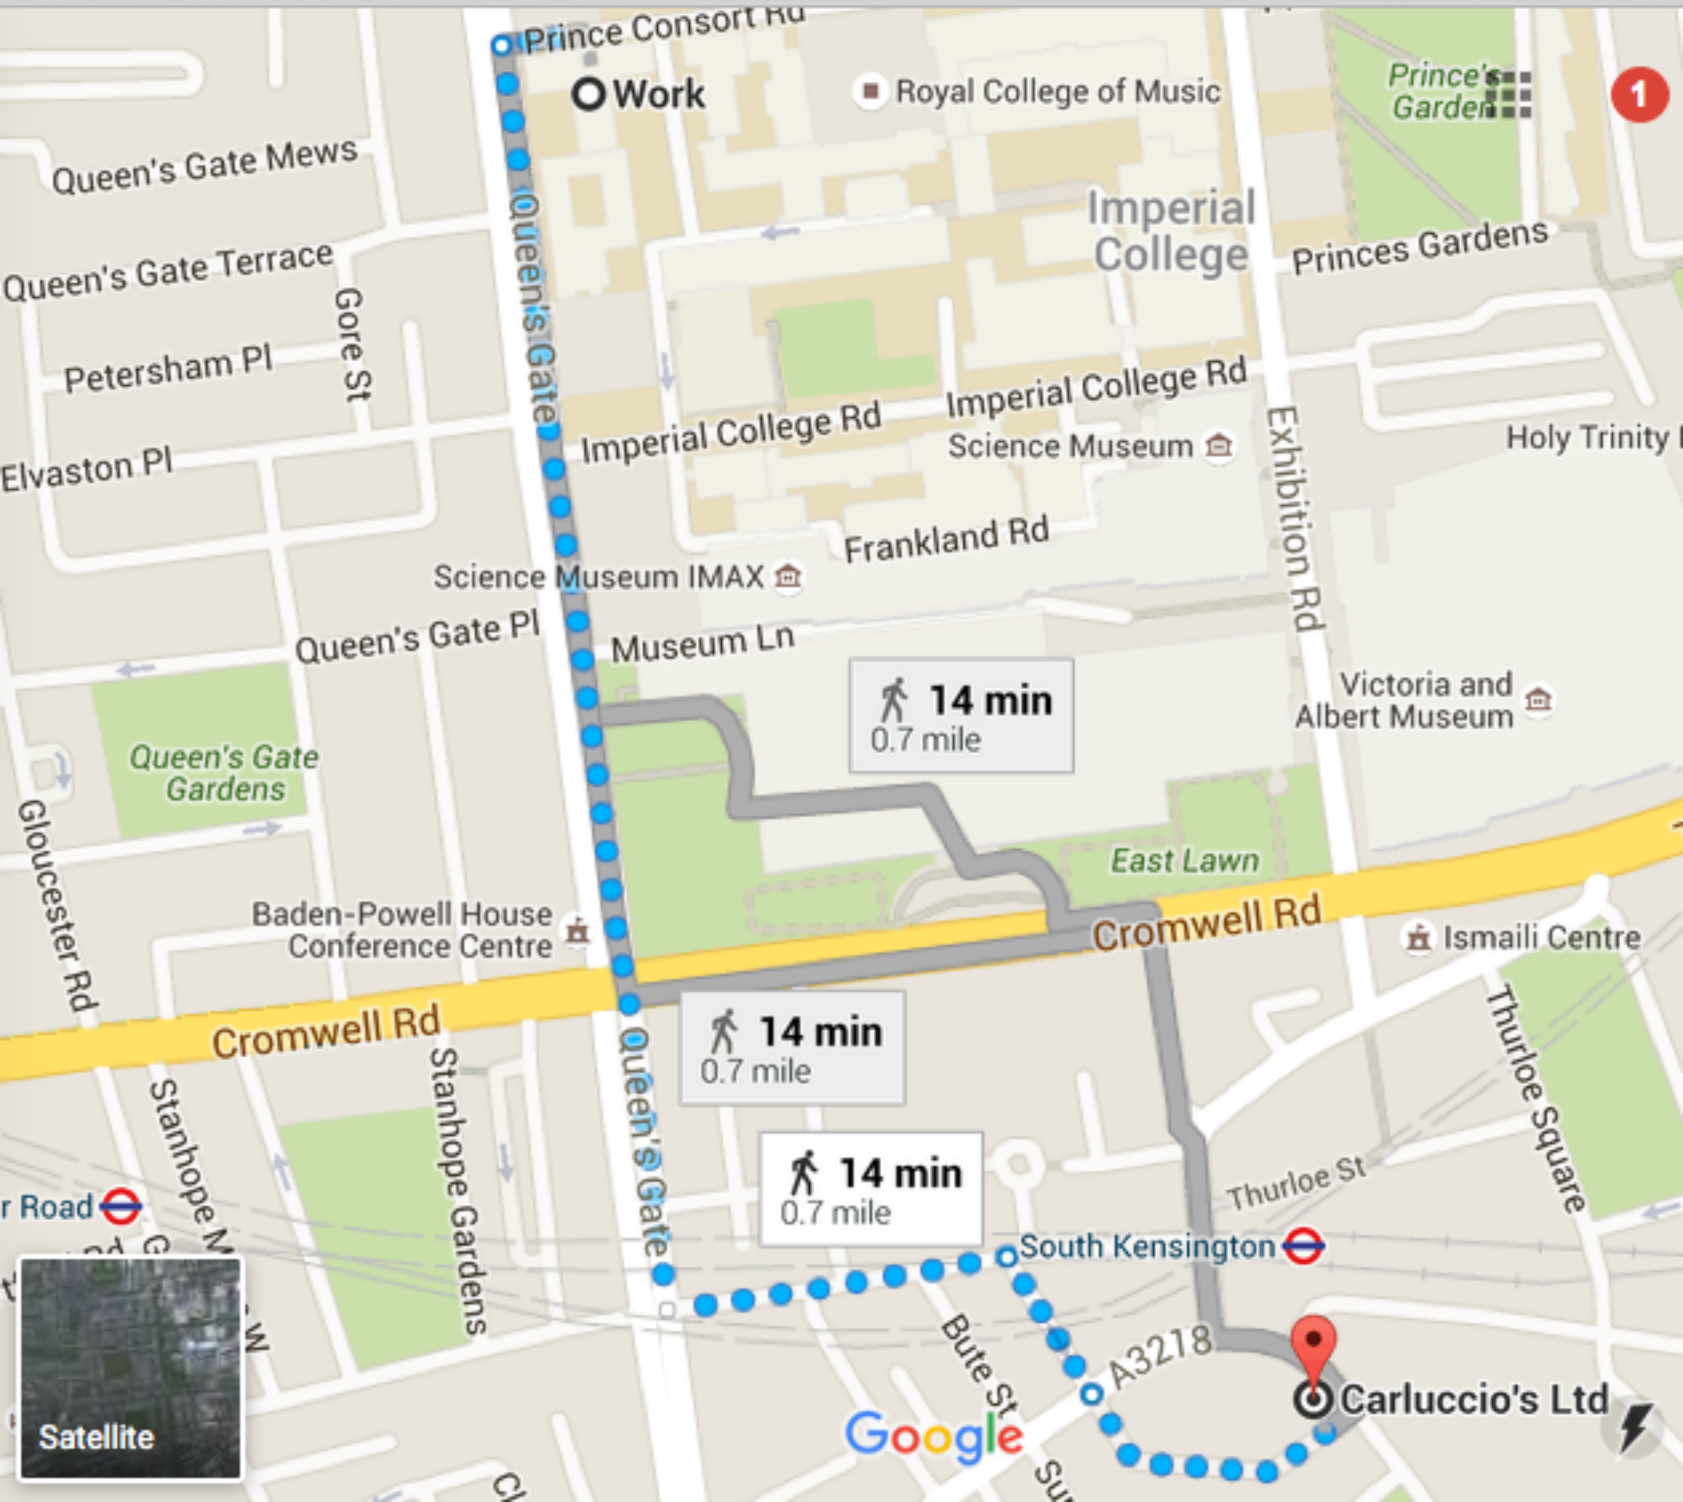 Prince Consort Rd
Work
Royal College of Music
Prince's
Garden
1
Queen's Gate Mews
Imperial
College
Queen's Gate Terrace
Princes Gardens
Queen's Gate
Gore St
Petersham Pl
Imperial College Rd
Imperial College Rd
Exhibition Rd
Elvaston Pl
Science Museum
Holy Trinity
Frankland Rd
Science Museum IMAX
Queen's Gate Pl
Museum Ln
14 min
0.7 mile
Victoria and
Albert Museum
Queen's Gate
Gardens
Gloucester Rd
East Lawn
Baden-Powell House
Conference Centre
Cromwell Rd
Ismaili Centre
Cromwell Rd
14 min
0.7 mile
Thurloe Square
Queen's Gate
Stanhope Gardens
Stanhope M
14 min
0.7 mile
Thurloe St
r Road
South Kensington
Bute St
A3218
Carluccio's Ltd
Satellite
Google